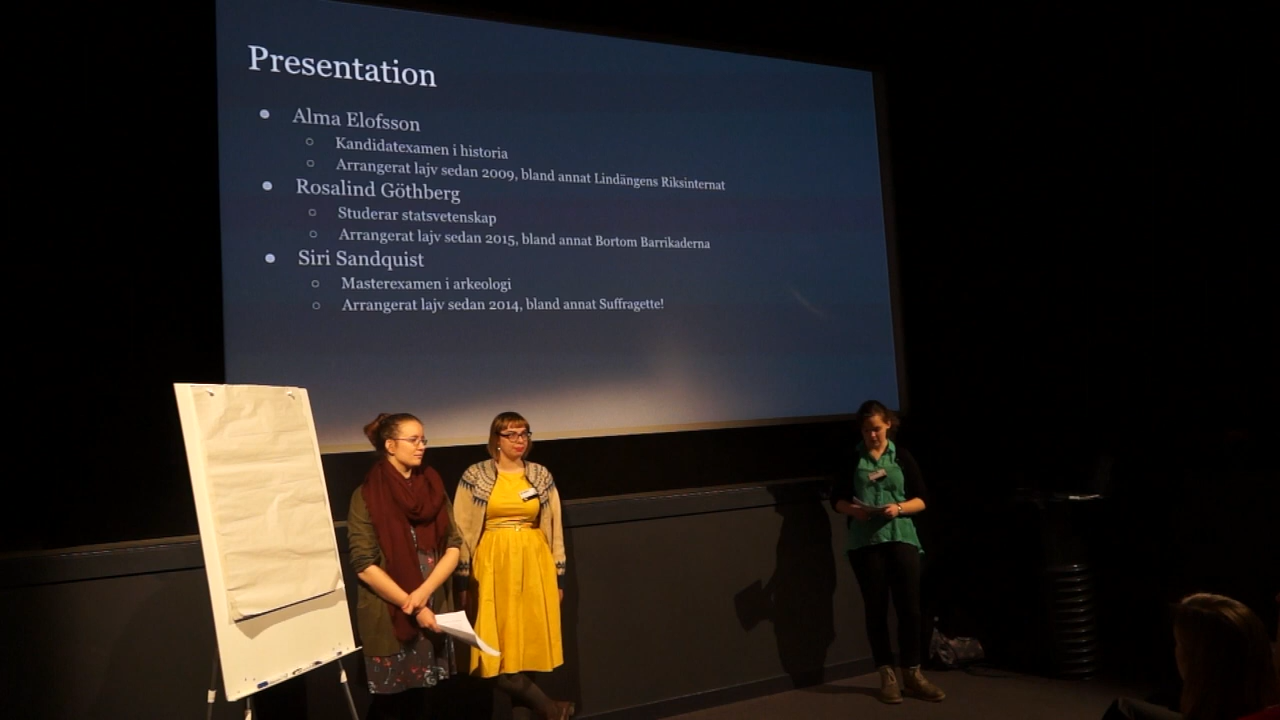 Presentation
Alma Elofsson
Kandidatexamen i historia
Arrangerat lajv sedan 2009, bland annat Lindängens Riksinternat
Rosalind Göthberg
Studerar statsvetenskap
Arrangerat lajv sedan 2015, bland annat Bortom Barrikaderna
Siri Sandquist
Masterexamen i arkeologi
Arrangerat lajv sedan 2014, bland annat Suffragette!